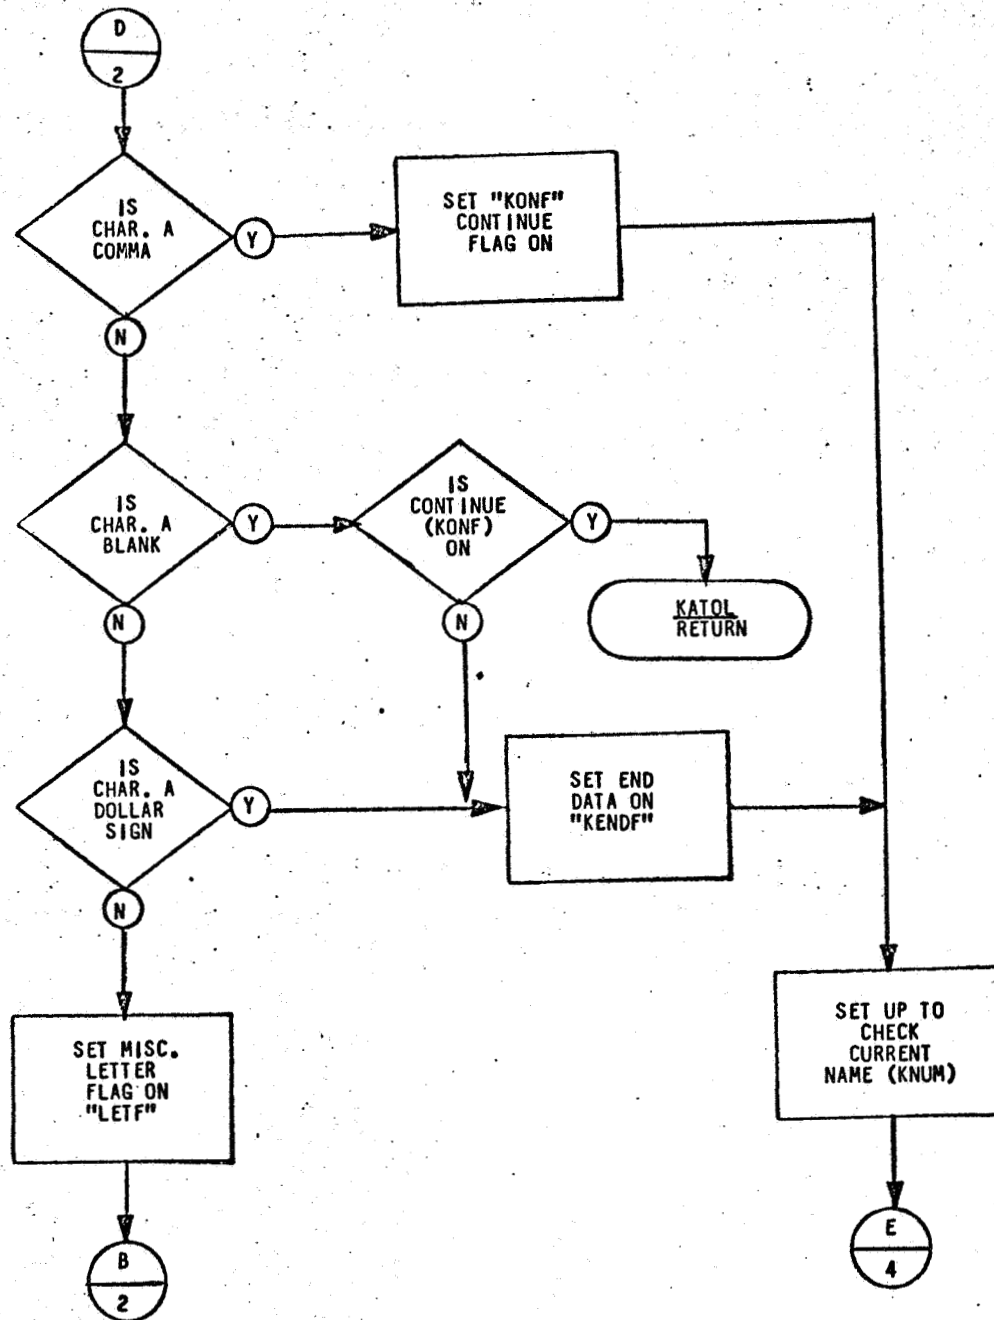 D
2
IS
CHAR. A
COMMA
Y
SET "KONF"
CONTINUE
FLAG ON
N
IS
CHAR. A
BLANK
Y
IS
CONTINUE
(KONF)
ON
Y
KATOL
RETURN
N
N
IS
CHAR. A
DOLLAR
SIGN
Y
SET END
DATA ON
"KENDF"
N
SET MISC.
LETTER
FLAG ON
"LETF"
SET UP TO
CHECK
CURRENT
NAME (KNUM)
B
2
E
4